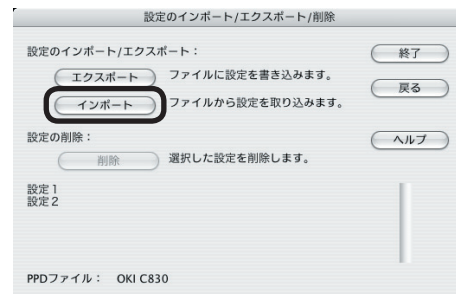 設定のインポート/エクスポート/削除
設定のインポート/エクスポート：
終了
エクスポート ファイルに設定を書き込みます。
戻る
インポート ファイルから設定を取り込みます。
設定の削除：
ヘルプ
削除 選択した設定を削除します。
設定1
設定2
PPDファイル： OKI C830